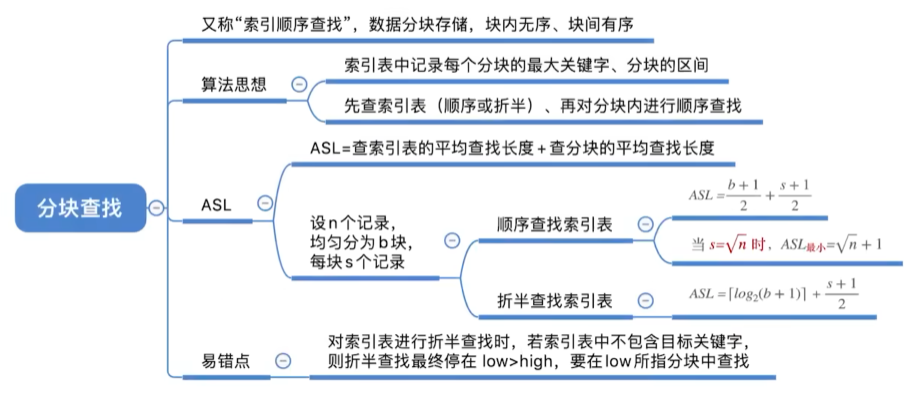 分块查找
又称“索引顺序查找”，数据分块存储，块内无序、块间有序
算法思想
索引表中记录每个分块的最大关键字、分块的区间
先查索引表（顺序或折半）、再对分块内进行顺序查找
ASL
ASL=查索引表的平均查找长度+查分块的平均查找长度
设n个记录，
均匀分为b块，
每块s个记录
顺序查找索引表
ASL=\frac{b+1}{2}+\frac{s+1}{2}
当 s=√n 时，ASL最小=√n+1
折半查找索引表
ASL=⌈log₂(b+1)⌉+\frac{s+1}{2}
易错点
对索引表进行折半查找时，若索引表中不包含目标关键字，
则折半查找最终停在 low>high，要在low所指分块中查找